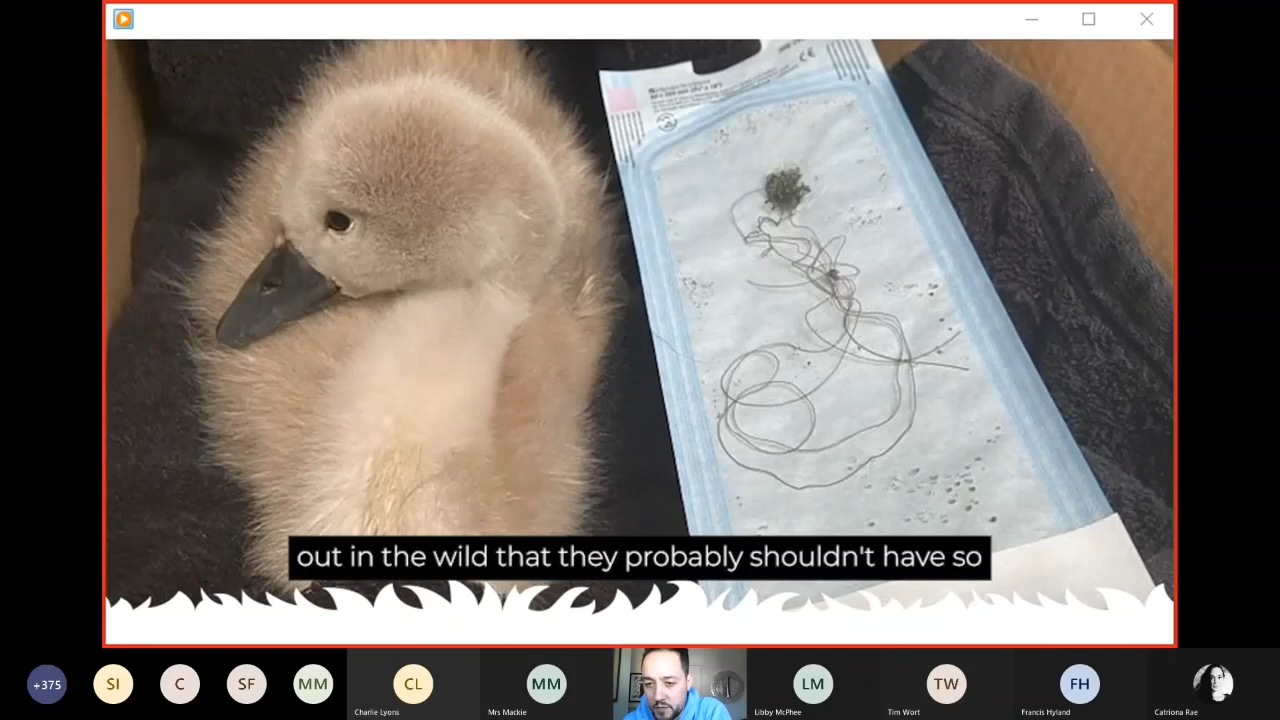 CE
out in the wild that they probably shouldn't have so
+375
SI
C
SF
MM
CL
Charlie Lyons
MM
Mrs Mackie
LM
Libby McPhee
TW
Tim Wort
FH
Francis Hyland
Catriona Rae